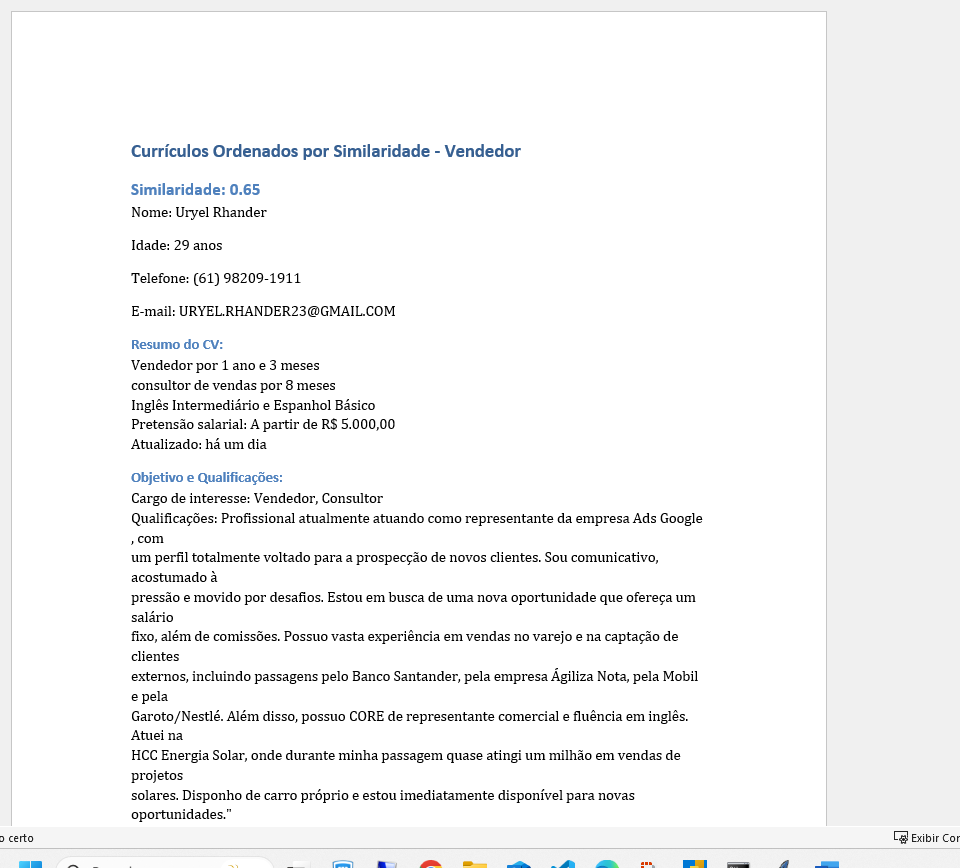 Currículos Ordenados por Similaridade - Vendedor
Similaridade: 0.65
Nome: Uryel Rhander
Idade: 29 anos
Telefone: (61) 98209-1911
E-mail: URYEL.RHANDER23@GMAIL.COM
Resumo do CV:
Vendedor por 1 ano e 3 meses
consultor de vendas por 8 meses
Inglês Intermediário e Espanhol Básico
Pretensão salarial: A partir de R$ 5.000,00
Atualizado: há um dia
Objetivo e Qualificações:
Cargo de interesse: Vendedor, Consultor
Qualificações: Profissional atualmente atuando como representante da empresa Ads Google
, com
um perfil totalmente voltado para a prospecção de novos clientes. Sou comunicativo,
acostumado à
pressão e movido por desafios. Estou em busca de uma nova oportunidade que ofereça um
salário
fixo, além de comissões. Possuo vasta experiência em vendas no varejo e na captação de
clientes
externos, incluindo passagens pelo Banco Santander, pela empresa Ágiliza Nota, pela Mobil
e pela
Garoto/Nestlé. Além disso, possuo CORE de representante comercial e fluência em inglês.
Atuei na
HCC Energia Solar, onde durante minha passagem quase atingi um milhão em vendas de
projetos
solares. Disponho de carro próprio e estou imediatamente disponível para novas
oportunidades."
o certo
Exibir Cor